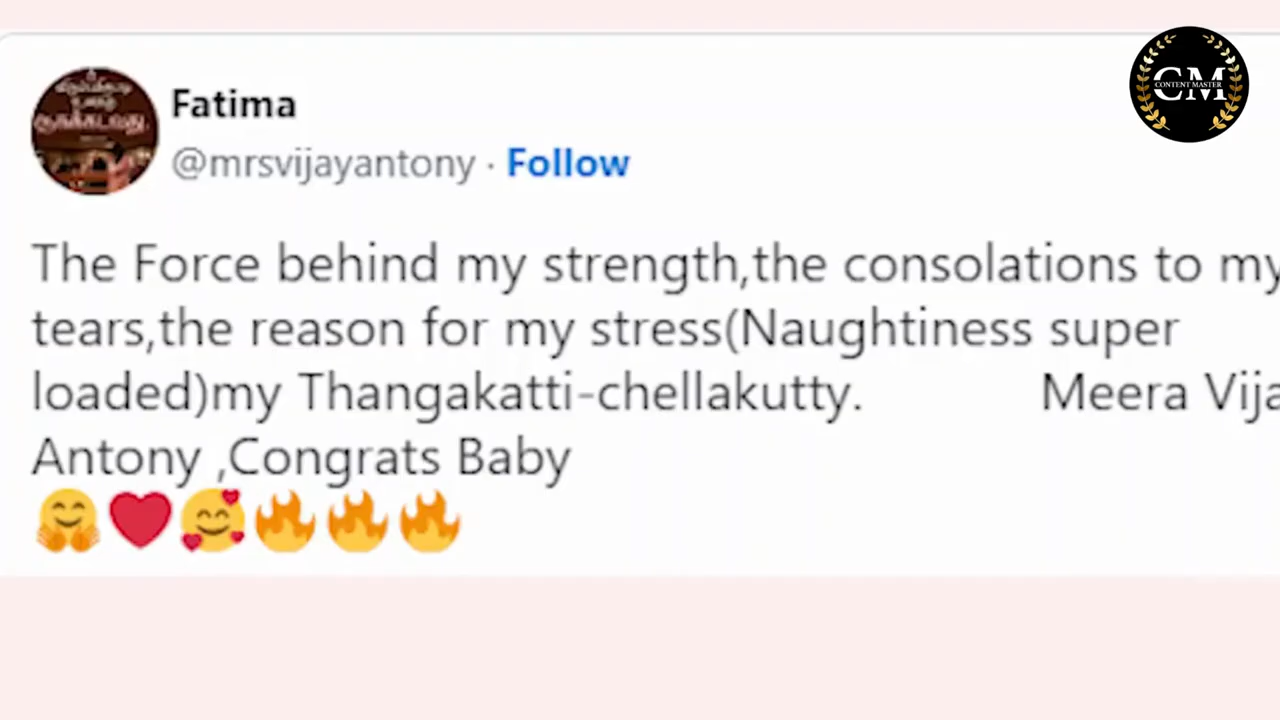 CM
CONTENT MASTER
Fatima
@mrsvijayantony · Follow
The Force behind my strength,the consolations to my
tears,the reason for my stress(Naughtiness super
loaded)my Thangakatti-chellakutty. Meera Vija
Antony ,Congrats Baby
🤗❤️🥰🔥🔥🔥